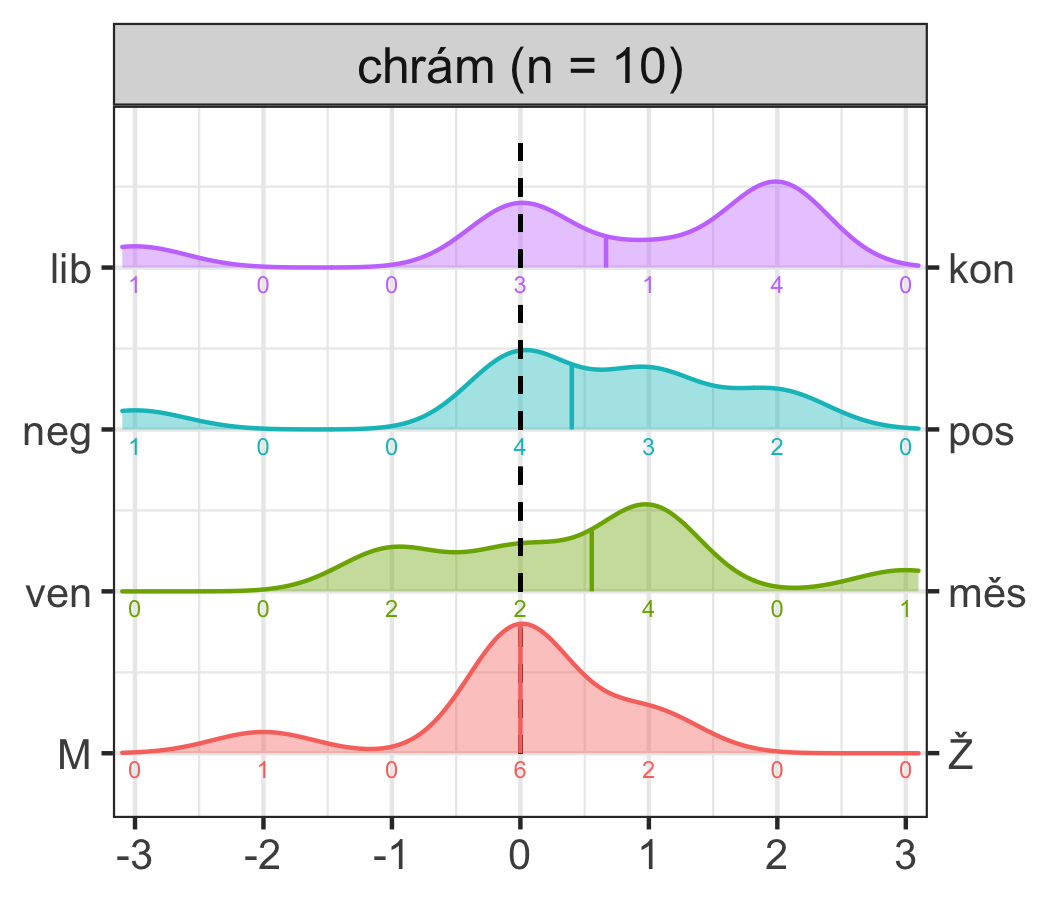 chrám (n = 10)
lib kon
1 0 0 3 1 4 0
neg pos
1 0 0 4 3 2 0
ven měs
0 0 2 2 4 0 1
M Ž
0 1 0 6 2 0 0
-3 -2 -1 0 1 2 3